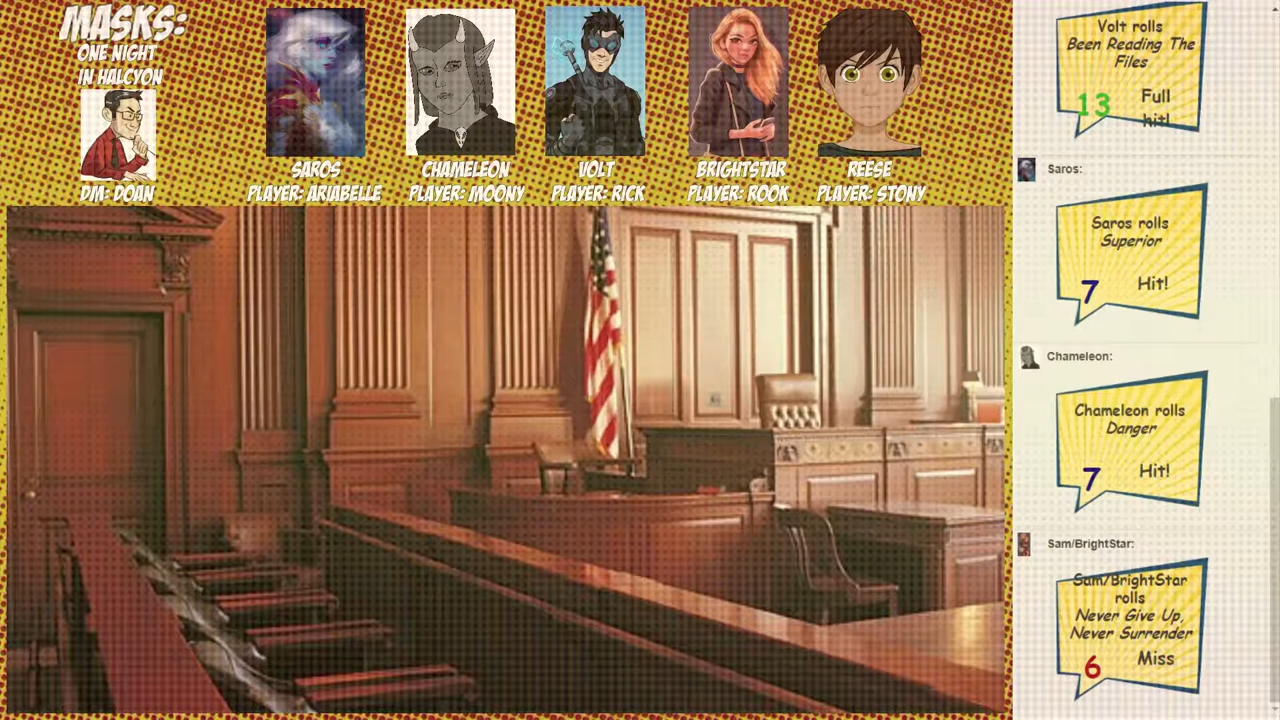 MASKS:
ONE NIGHT
IN HALCYON
DM: DOAN
SAROS
PLAYER: ARIABELLE
CHAMELEON
PLAYER: MOONY
VOLT
PLAYER: RICK
BRIGHTSTAR
PLAYER: ROOK
REESE
PLAYER: STONY
Volt rolls
Been Reading The
Files
13
Full
hit!
Saros:
Saros rolls
Superior
7
Hit!
Chameleon:
Chameleon rolls
Danger
7
Hit!
Sam/BrightStar:
Sam/BrightStar
rolls
Never Give Up,
Never Surrender
6
Miss